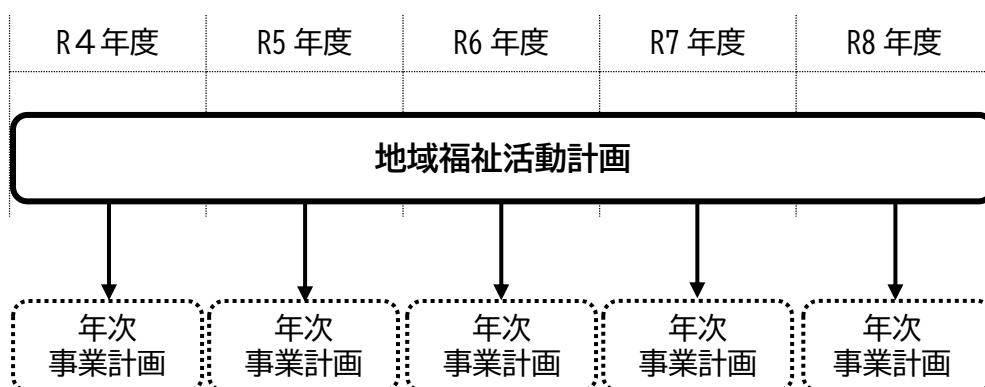 R４年度 R5 年度 R6 年度 R7 年度 R8 年度
地域福祉活動計画
年次 年次 年次 年次 年次
事業計画 事業計画 事業計画 事業計画 事業計画